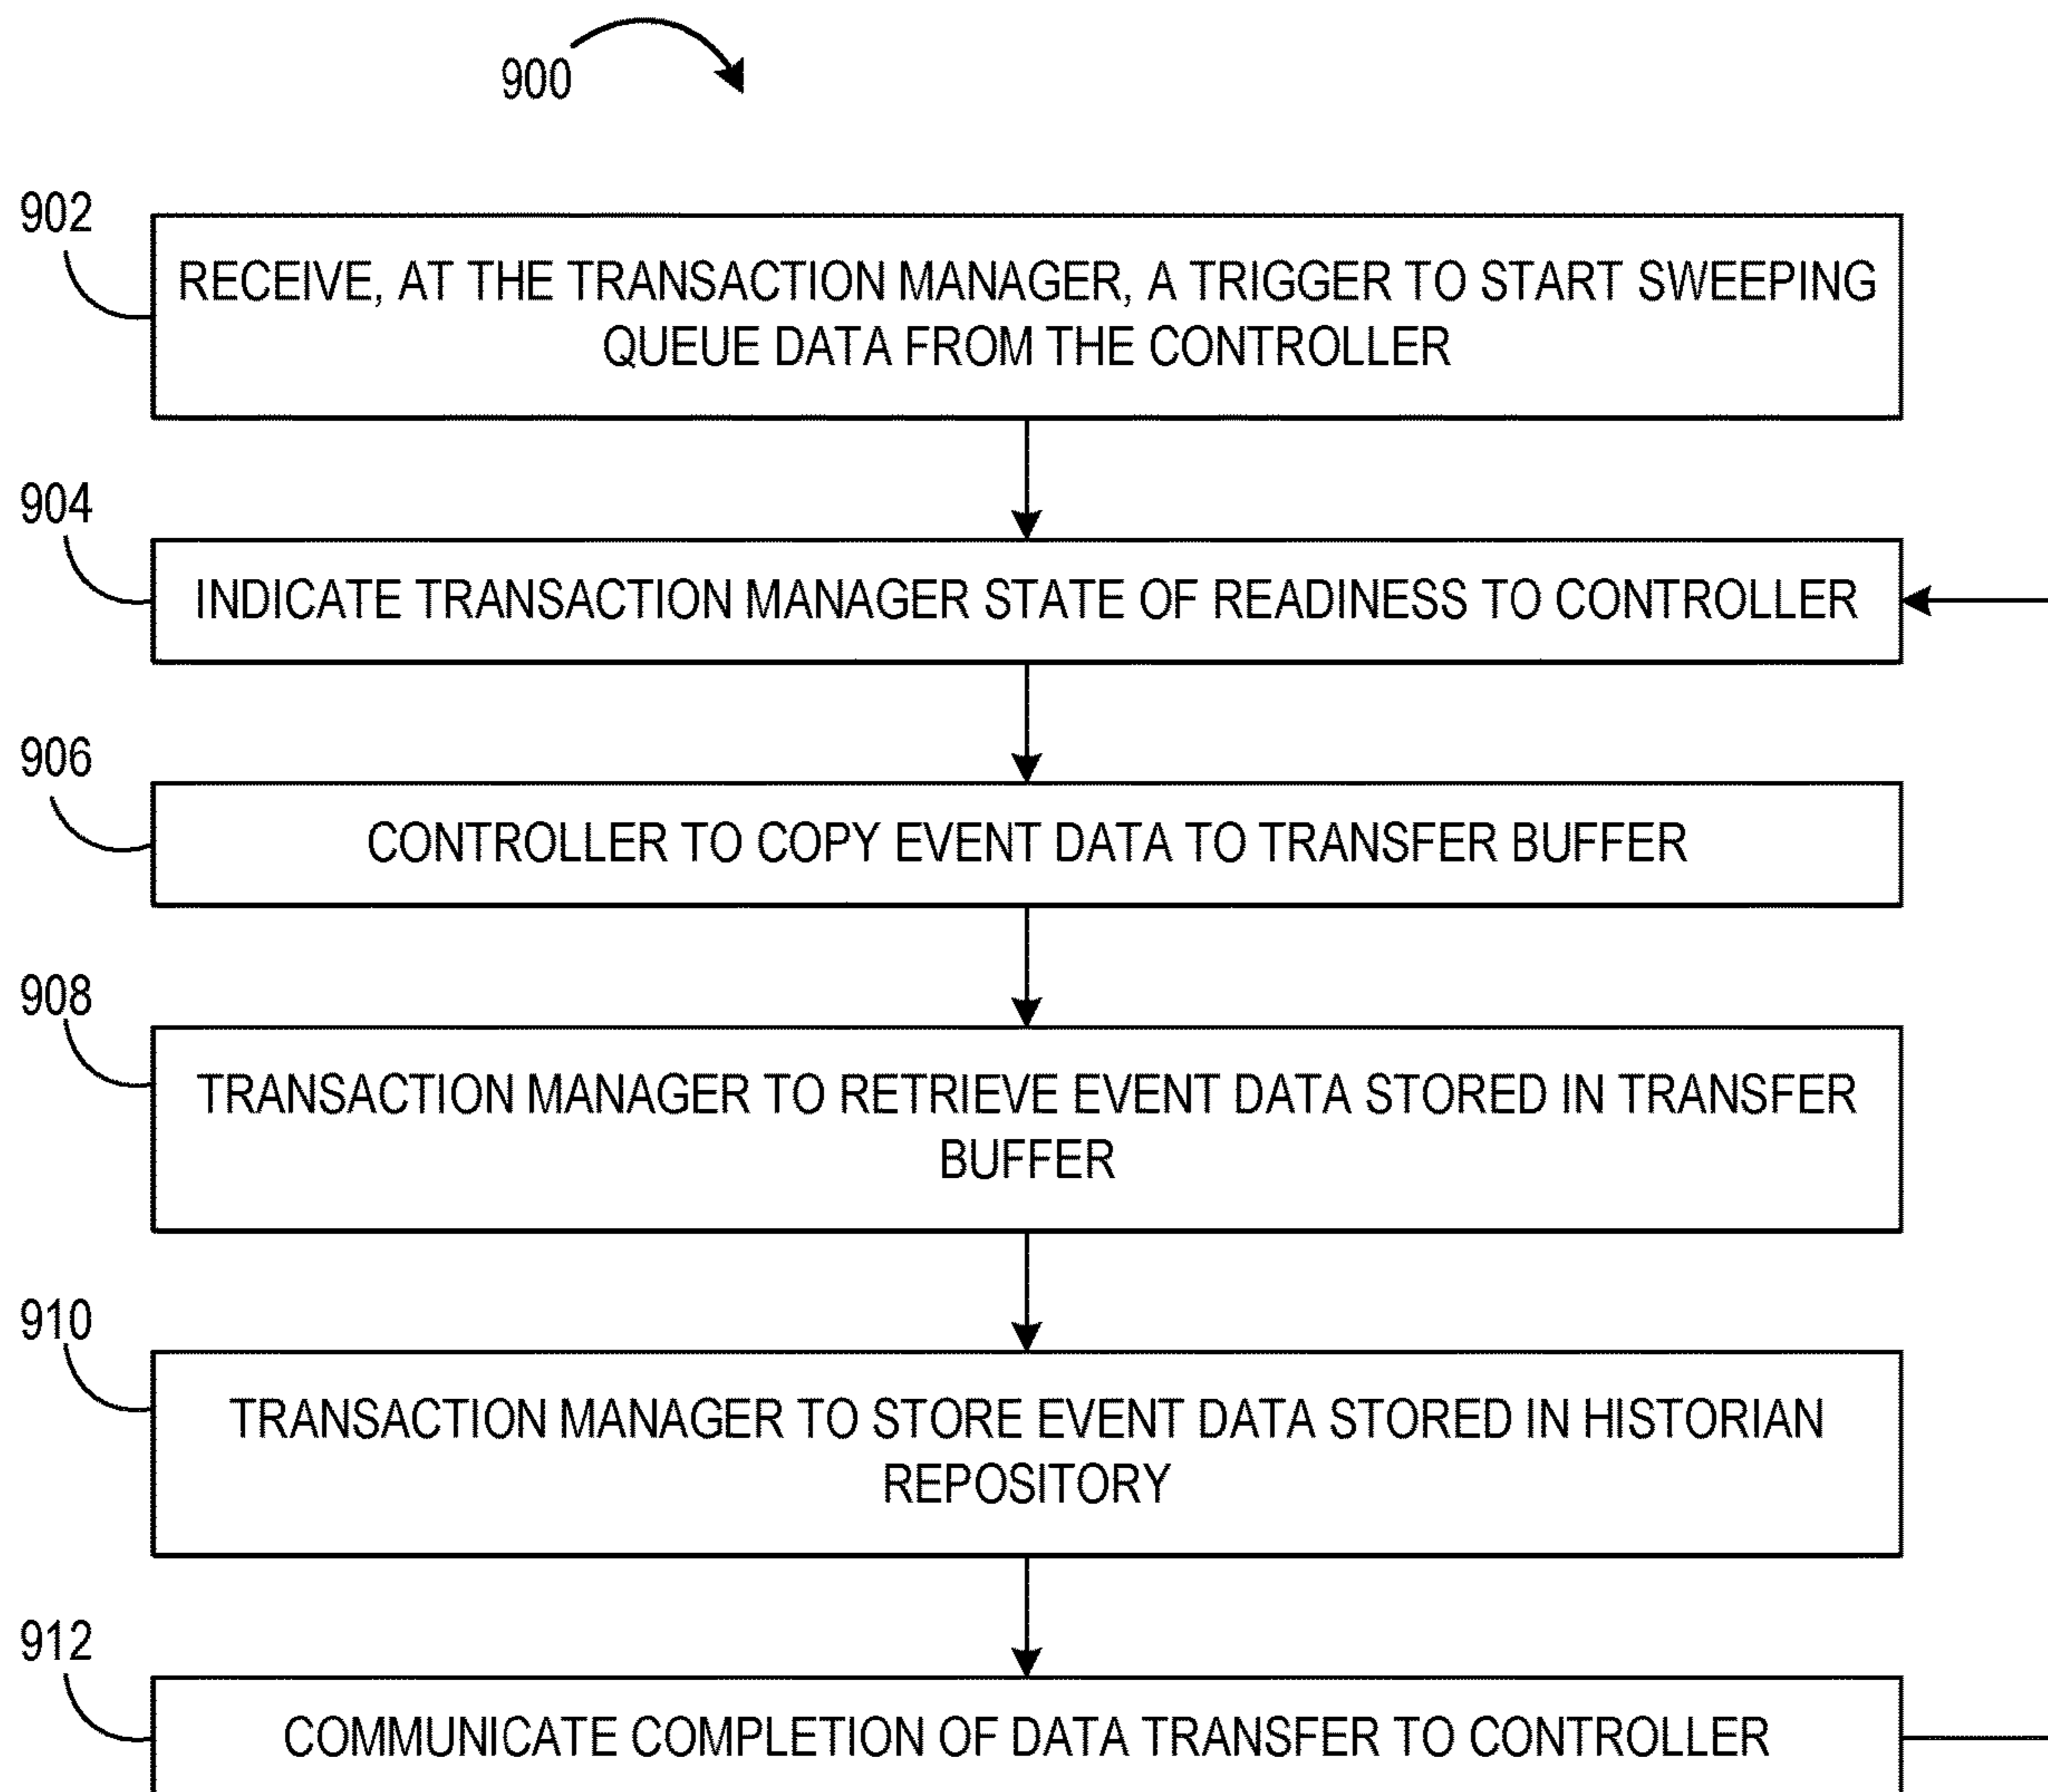 900
902
RECEIVE, AT THE TRANSACTION MANAGER, A TRIGGER TO START SWEEPING
QUEUE DATA FROM THE CONTROLLER
904
INDICATE TRANSACTION MANAGER STATE OF READINESS TO CONTROLLER
906
CONTROLLER TO COPY EVENT DATA TO TRANSFER BUFFER
908
TRANSACTION MANAGER TO RETRIEVE EVENT DATA STORED IN TRANSFER
BUFFER
910
TRANSACTION MANAGER TO STORE EVENT DATA STORED IN HISTORIAN
REPOSITORY
912
COMMUNICATE COMPLETION OF DATA TRANSFER TO CONTROLLER